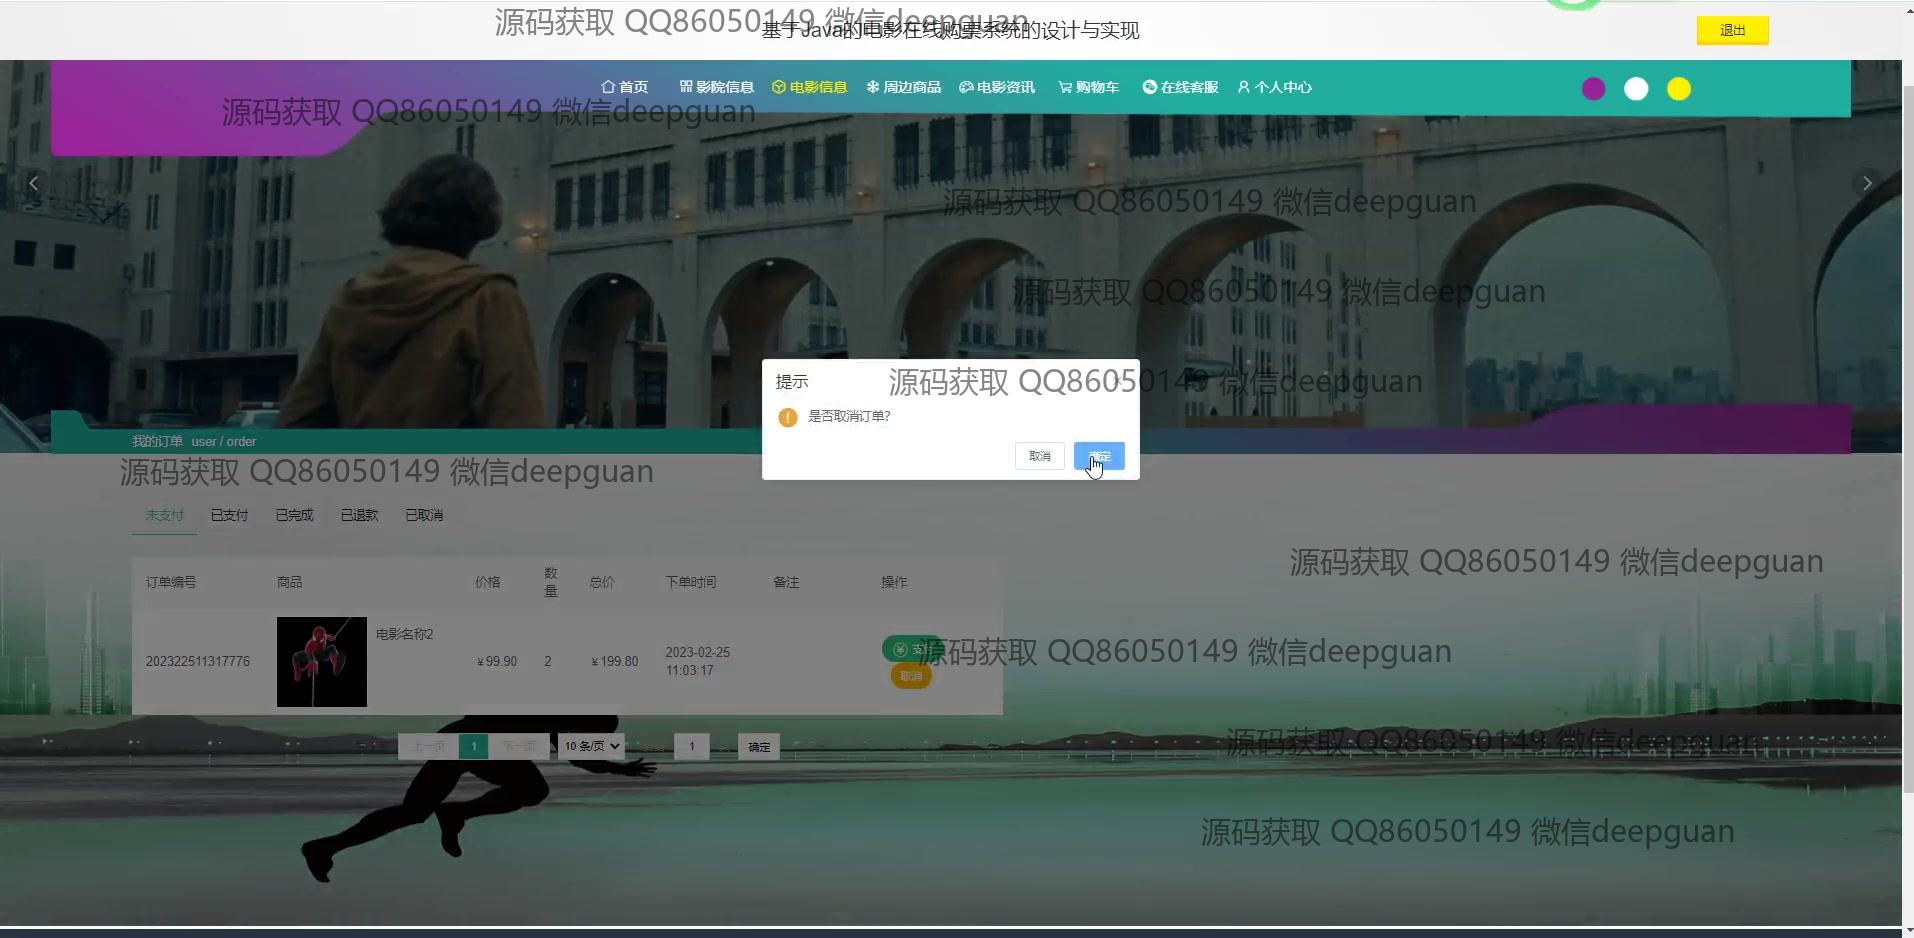 源码获取 QQ86050149 微信deepguan
基于Java的电影在线购票系统的设计与实现
退出
首页 影院信息 电影信息 周边商品 电影资讯 购物车 在线客服 个人中心
源码获取 QQ86050149 微信deepguan
源码获取 QQ86050149 微信deepguan
源码获取 QQ86050149 微信deepguan
提示
源码获取 QQ86050149 微信deepguan
是否取消订单?
取消 确定
我的订单 user / order
源码获取 QQ86050149 微信deepguan
未支付 已支付 已完成 已退款 已取消
源码获取 QQ86050149 微信deepguan
订单编号 商品 价格 数量 总价 下单时间 备注 操作
电影名称2
202322511317776 ￥99.90 2 ￥199.80 2023-02-25
11:03:17
支付
源码获取 QQ86050149 微信deepguan
取消
源码获取 QQ86050149 微信deepguan
上一页 1 下一页 10 条/页 1 确定
源码获取 QQ86050149 微信deepguan